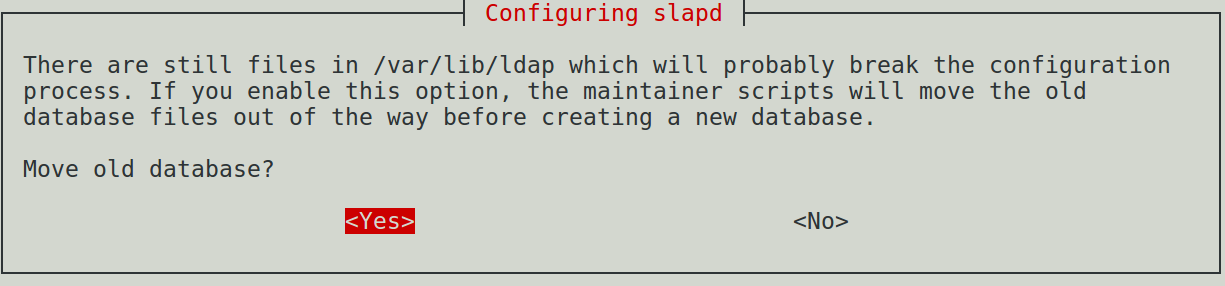 Configuring slapd
There are still files in /var/lib/ldap which will probably break the configuration
process. If you enable this option, the maintainer scripts will move the old
database files out of the way before creating a new database.
Move old database?
<Yes> <No>